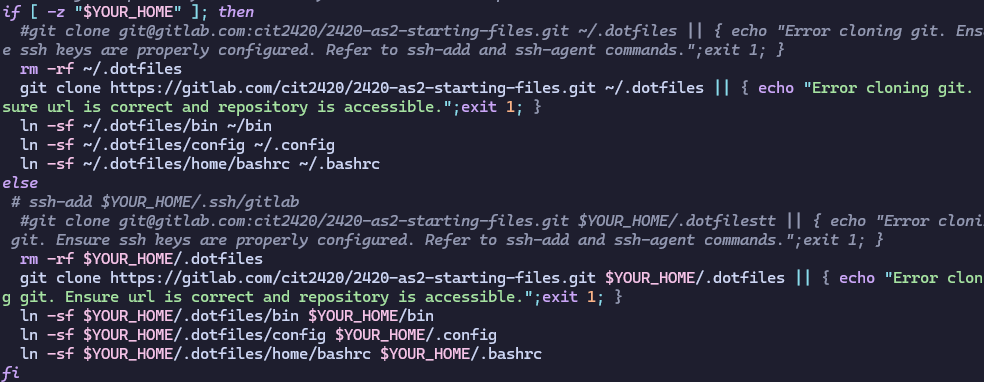 if [ -z "$YOUR_HOME" ]; then
  #git clone git@gitlab.com:cit2420/2420-as2-starting-files.git ~/.dotfiles || { echo "Error cloning git. Ens
e ssh keys are properly configured. Refer to ssh-add and ssh-agent commands.";exit 1; }
  rm -rf ~/.dotfiles
  git clone https://gitlab.com/cit2420/2420-as2-starting-files.git ~/.dotfiles || { echo "Error cloning git.
sure url is correct and repository is accessible.";exit 1; }
  ln -sf ~/.dotfiles/bin ~/bin
  ln -sf ~/.dotfiles/config ~/.config
  ln -sf ~/.dotfiles/home/bashrc ~/.bashrc
else
 # ssh-add $YOUR_HOME/.ssh/gitlab
  #git clone git@gitlab.com:cit2420/2420-as2-starting-files.git $YOUR_HOME/.dotfilestt || { echo "Error cloni
 git. Ensure ssh keys are properly configured. Refer to ssh-add and ssh-agent commands.";exit 1; }
  rm -rf $YOUR_HOME/.dotfiles
  git clone https://gitlab.com/cit2420/2420-as2-starting-files.git $YOUR_HOME/.dotfiles || { echo "Error clon
g git. Ensure url is correct and repository is accessible.";exit 1; }
  ln -sf $YOUR_HOME/.dotfiles/bin $YOUR_HOME/bin
  ln -sf $YOUR_HOME/.dotfiles/config $YOUR_HOME/.config
  ln -sf $YOUR_HOME/.dotfiles/home/bashrc $YOUR_HOME/.bashrc
fi